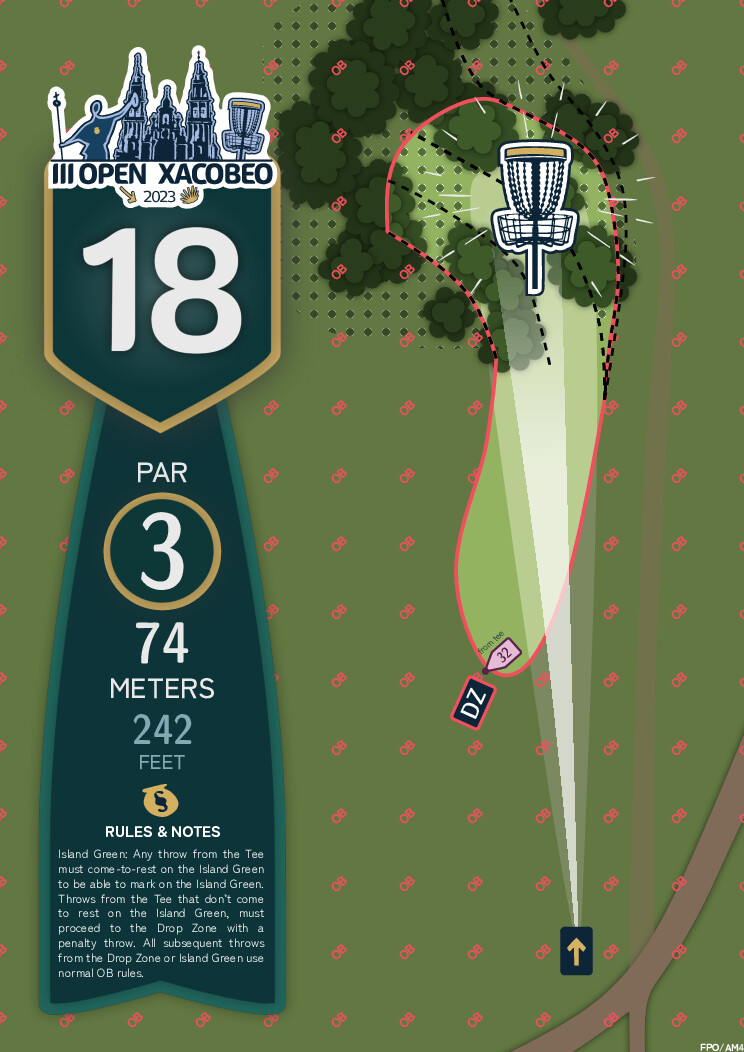 III OPEN XACOBEO
2023
18
PAR
3
74
METERS
242
FEET
RULES & NOTES
Island Green: Any throw from the Tee
must come-to-rest on the Island Green
to be able to mark on the Island Green.
Throws from the Tee that don't come
to rest on the Island Green, must
proceed to the Drop Zone with a
penalty throw. All subsequent throws
from the Drop Zone or Island Green use
normal OB rules.
from tee
32
DZ
OB
FPO/AM4